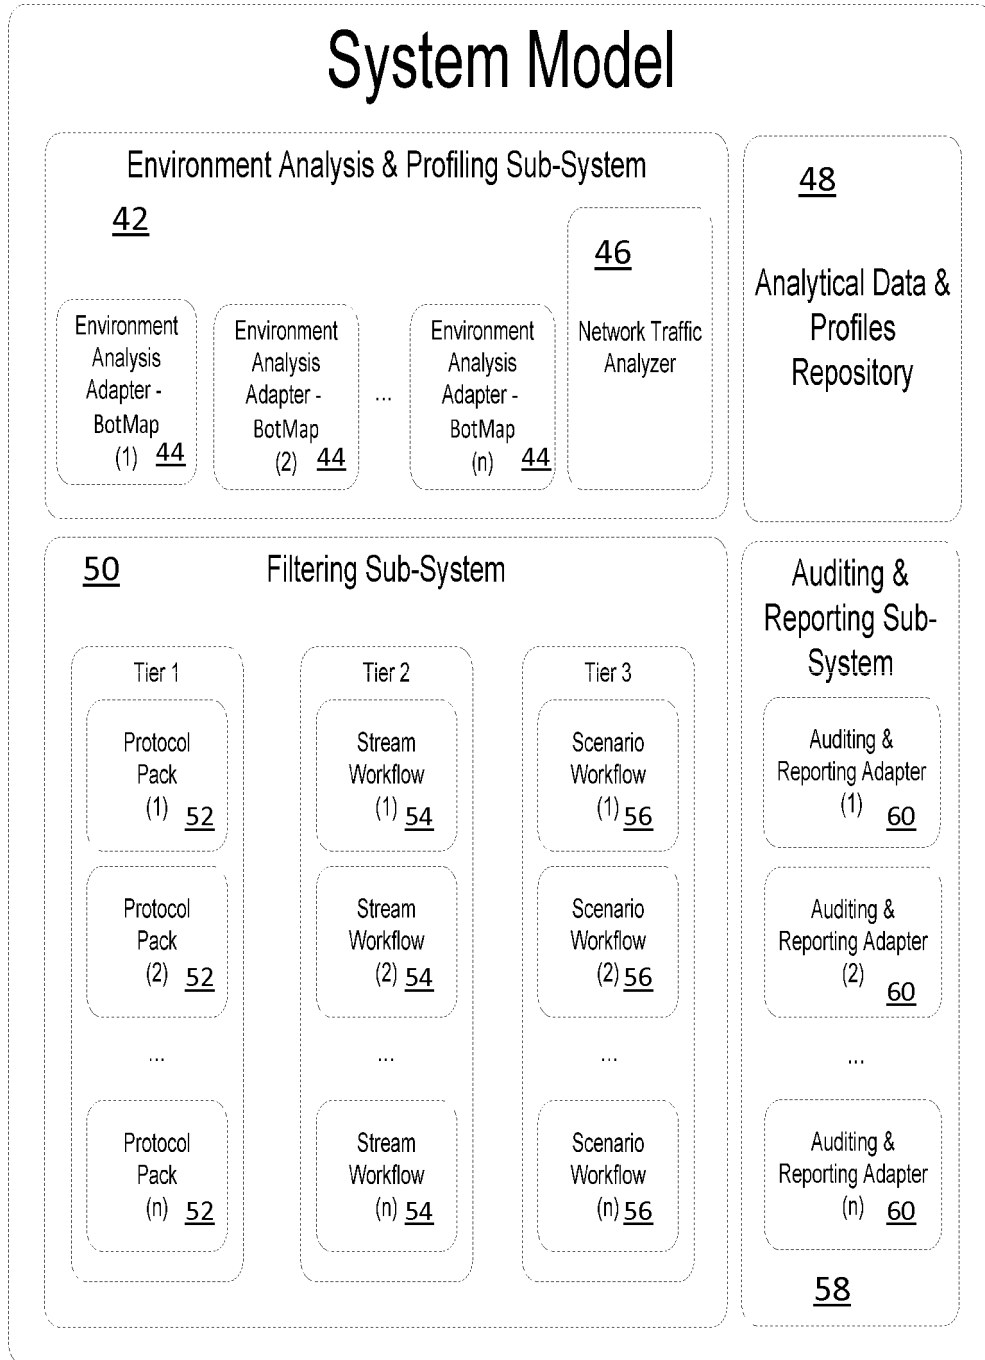 System Model
Environment Analysis & Profiling Sub-System
42
Environment
Analysis
Adapter -
BotMap
(1) 44
Environment
Analysis
Adapter -
BotMap
(2) 44
...
Environment
Analysis
Adapter -
BotMap
(n) 44
46
Network Traffic
Analyzer
48
Analytical Data &
Profiles
Repository
50
Filtering Sub-System
Tier 1
Protocol
Pack
(1) 52
Protocol
Pack
(2) 52
...
Protocol
Pack
(n) 52
Tier 2
Stream
Workflow
(1) 54
Stream
Workflow
(2) 54
...
Stream
Workflow
(n) 54
Tier 3
Scenario
Workflow
(1) 56
Scenario
Workflow
(2) 56
...
Scenario
Workflow
(n) 56
Auditing &
Reporting Sub-
System
Auditing &
Reporting Adapter
(1) 60
Auditing &
Reporting Adapter
(2) 60
...
Auditing &
Reporting Adapter
(n) 60
58